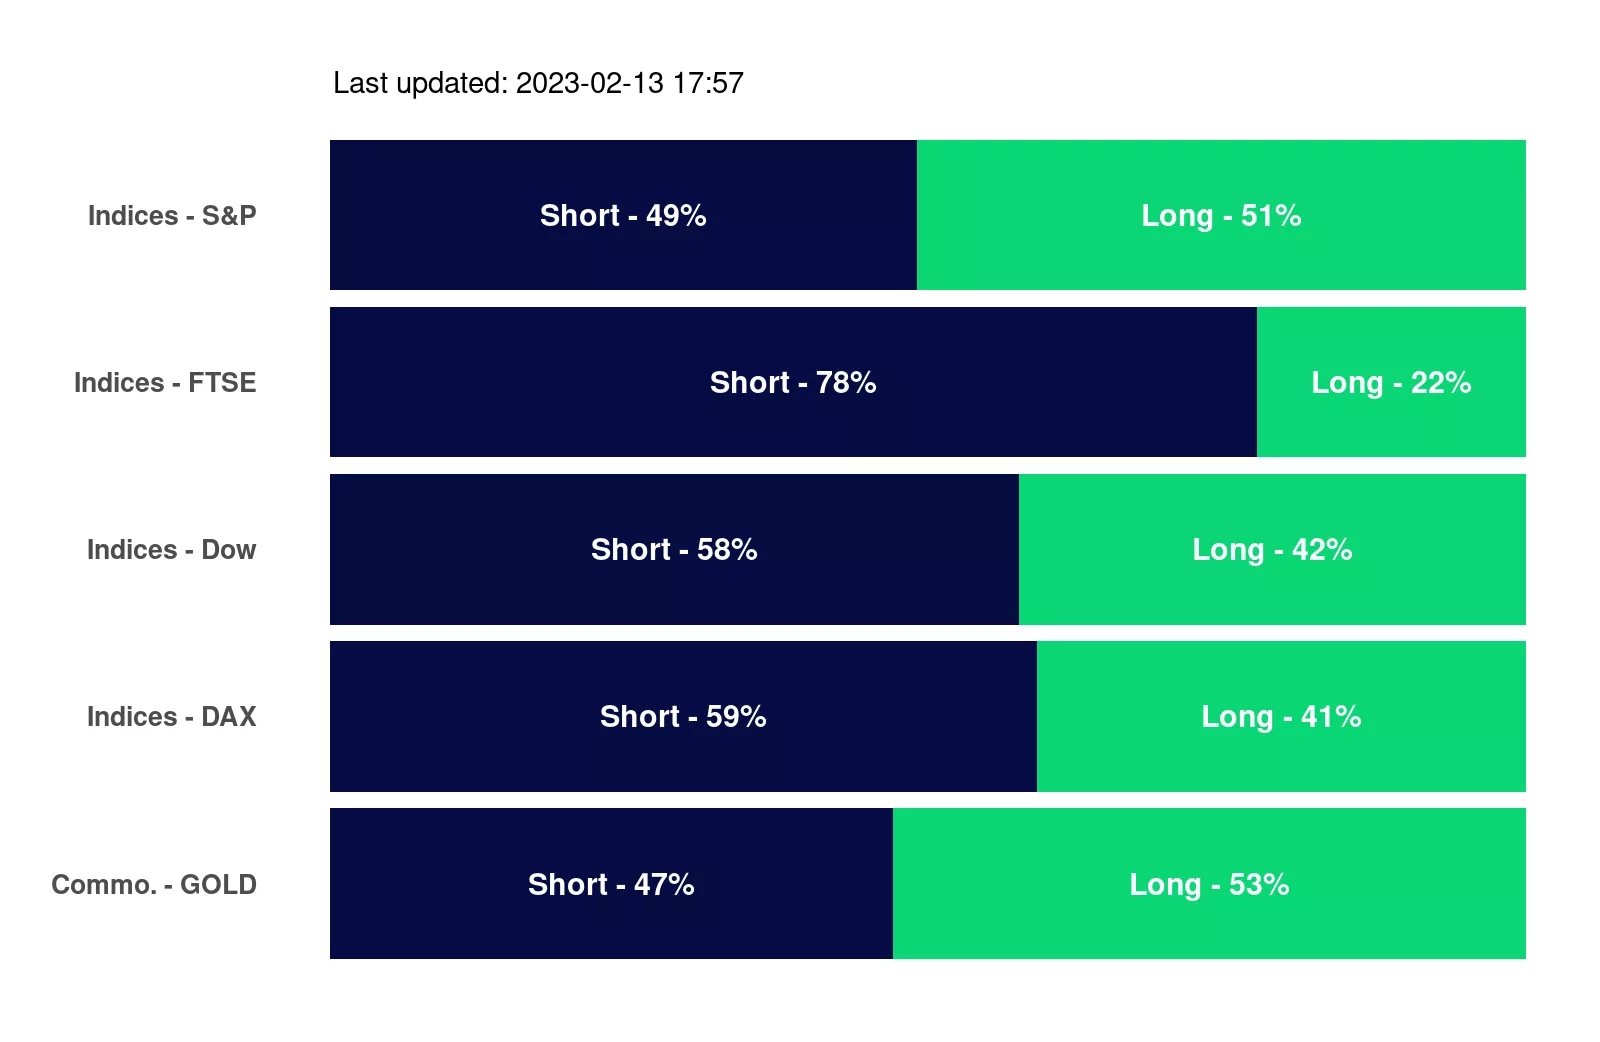 Last updated: 2023-02-13 17:57
Indices - S&P Short - 49% Long - 51%
Indices - FTSE Short - 78% Long - 22%
Indices - Dow Short - 58% Long - 42%
Indices - DAX Short - 59% Long - 41%
Commo. - GOLD Short - 47% Long - 53%